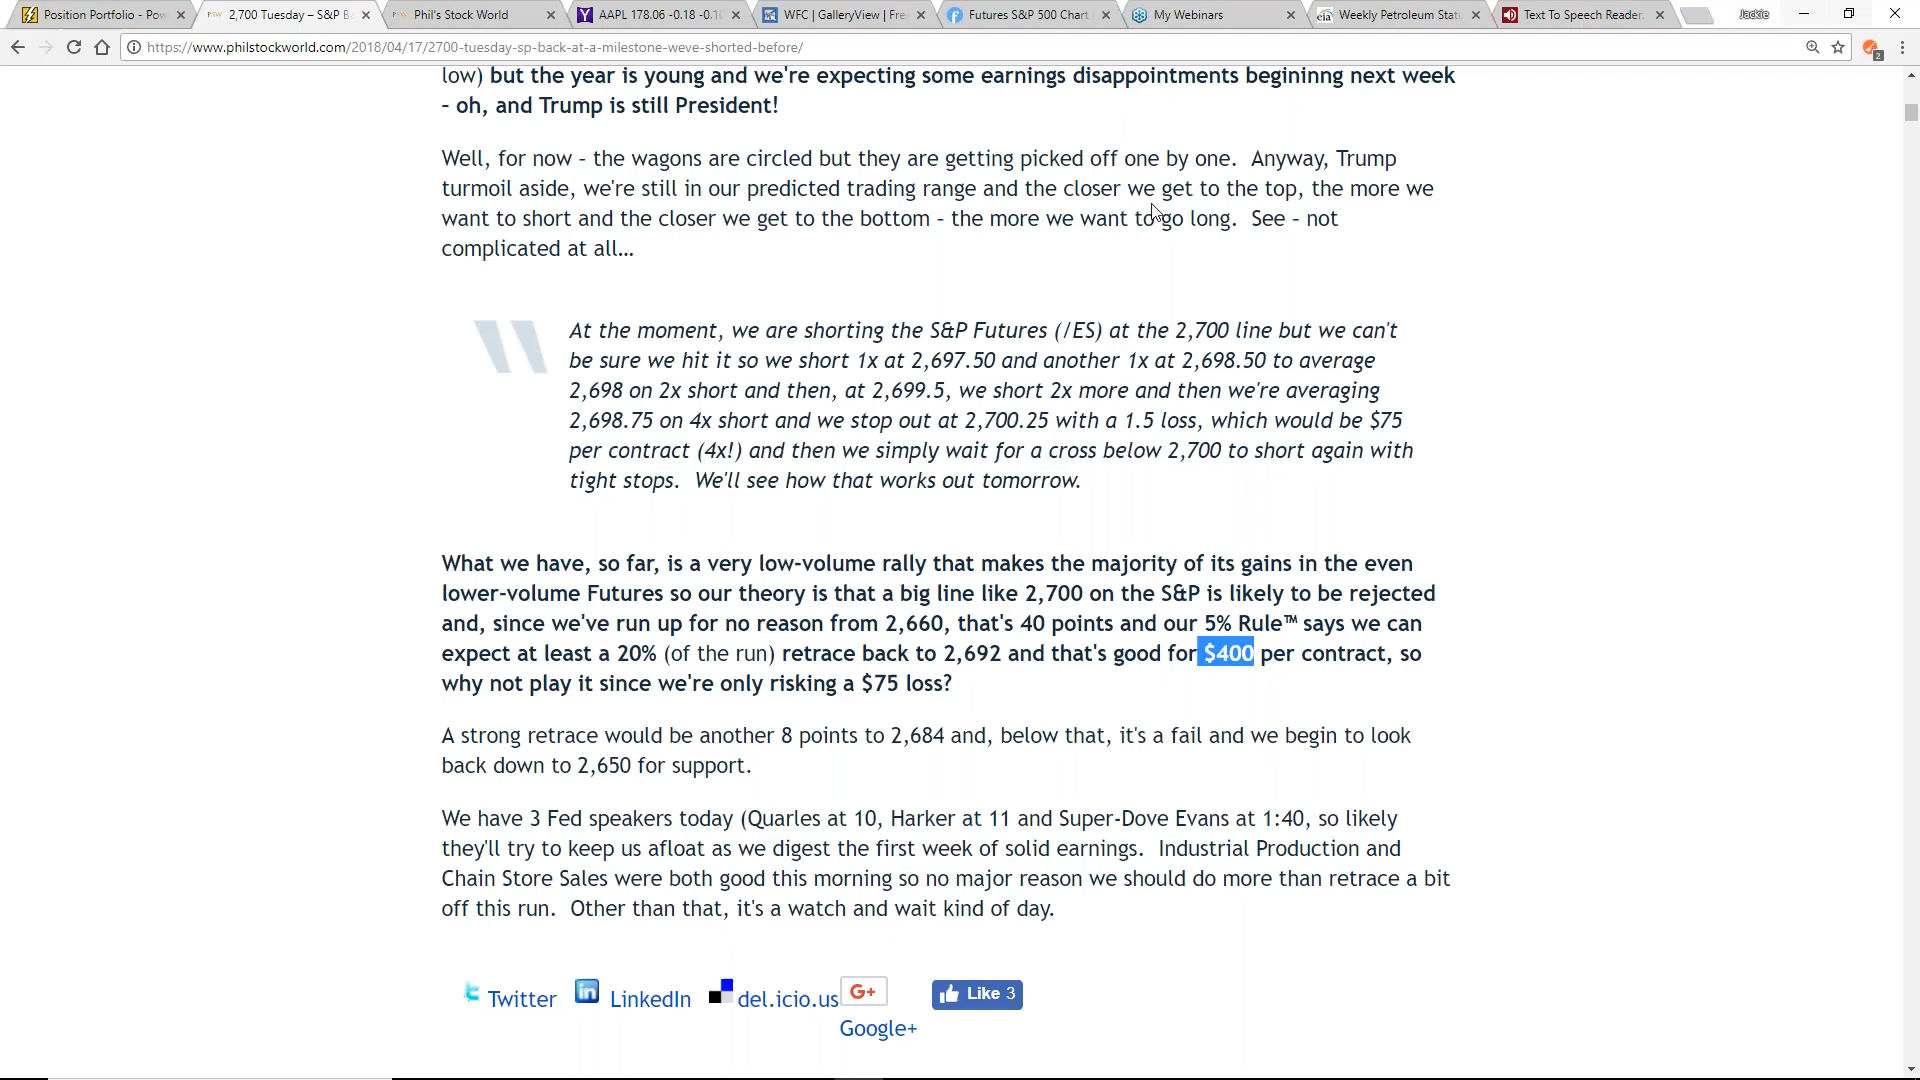 Position Portfolio - Pow
2,700 Tuesday – S&P B
Phil's Stock World
AAPL 178.06 -0.18 -0.10
WFC | GalleryView | Fre
Futures S&P 500 Chart
My Webinars
Weekly Petroleum Stat
Text To Speech Reader
Jackie
https://www.philstockworld.com/2018/04/17/2700-tuesday-sp-back-at-a-milestone-weve-shorted-before/
low) but the year is young and we're expecting some earnings disappointments begininng next week
– oh, and Trump is still President!
Well, for now – the wagons are circled but they are getting picked off one by one. Anyway, Trump
turmoil aside, we're still in our predicted trading range and the closer we get to the top, the more we
want to short and the closer we get to the bottom – the more we want to go long. See – not
complicated at all…
At the moment, we are shorting the S&P Futures (/ES) at the 2,700 line but we can't
be sure we hit it so we short 1x at 2,697.50 and another 1x at 2,698.50 to average
2,698 on 2x short and then, at 2,699.5, we short 2x more and then we're averaging
2,698.75 on 4x short and we stop out at 2,700.25 with a 1.5 loss, which would be $75
per contract (4x!) and then we simply wait for a cross below 2,700 to short again with
tight stops. We'll see how that works out tomorrow.
What we have, so far, is a very low-volume rally that makes the majority of its gains in the even
lower-volume Futures so our theory is that a big line like 2,700 on the S&P is likely to be rejected
and, since we've run up for no reason from 2,660, that's 40 points and our 5% Rule™ says we can
expect at least a 20% (of the run) retrace back to 2,692 and that's good for $400 per contract, so
why not play it since we're only risking a $75 loss?
A strong retrace would be another 8 points to 2,684 and, below that, it's a fail and we begin to look
back down to 2,650 for support.
We have 3 Fed speakers today (Quarles at 10, Harker at 11 and Super-Dove Evans at 1:40, so likely
they'll try to keep us afloat as we digest the first week of solid earnings. Industrial Production and
Chain Store Sales were both good this morning so no major reason we should do more than retrace a bit
off this run. Other than that, it's a watch and wait kind of day.
Twitter LinkedIn del.icio.us G+ Like 3
Google+